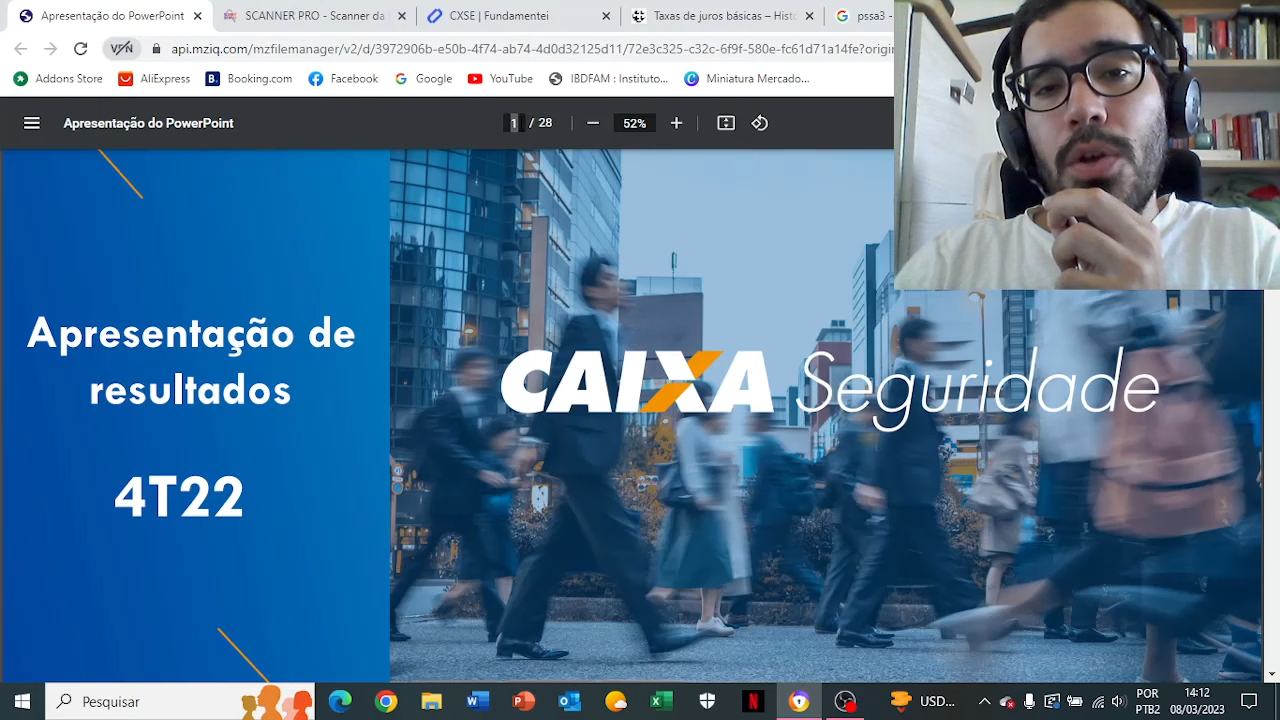 Apresentação do PowerPoint
SCANNER PRO - Scanner da
CXSE | Fundamentei
Taxas de juros básicas – Histó
pssa3 -
VPN
api.mziq.com/mzfilemanager/v2/d/3972906b-e50b-4f74-ab74-4d0d32125d11/72e3c325-c32c-6f9f-580e-fc61d71a14fe?origin
Addons Store
AliExpress
Booking.com
Facebook
Google
YouTube
IBDFAM : Instituto...
Miniatura Mercado...
Apresentação do PowerPoint
1 / 28
52%
Apresentação de
resultados
4T22
CAIXA Seguridade
Pesquisar
USD...
POR
PTB2
14:12
08/03/2023